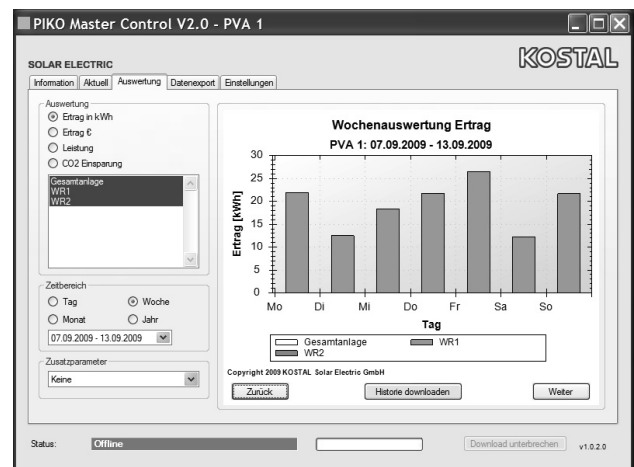 PIKO Master Control V2.0 - PVA 1
SOLAR ELECTRIC
KOSTAL
Information Aktuell Auswertung Datenexport Einstellungen
Auswertung
Ertrag in kWh
Ertrag €
Leistung
CO2 Einsparung
Gesamtanlage
WR1
WR2
Zeitbereich
Tag Woche
Monat Jahr
07.09.2009 - 13.09.2009
Zusatzparameter
Keine
Wochenauswertung Ertrag
PVA 1: 07.09.2009 - 13.09.2009
Ertrag [kWh]
30
25
20
15
10
5
0
Mo Di Mi Do Fr Sa So
Tag
Gesamtanlage WR1
WR2
Copyright 2009 KOSTAL Solar Electric GmbH
Zurück Historie downloaden Weiter
Status: Offline Download unterbrechen v1.0.2.0